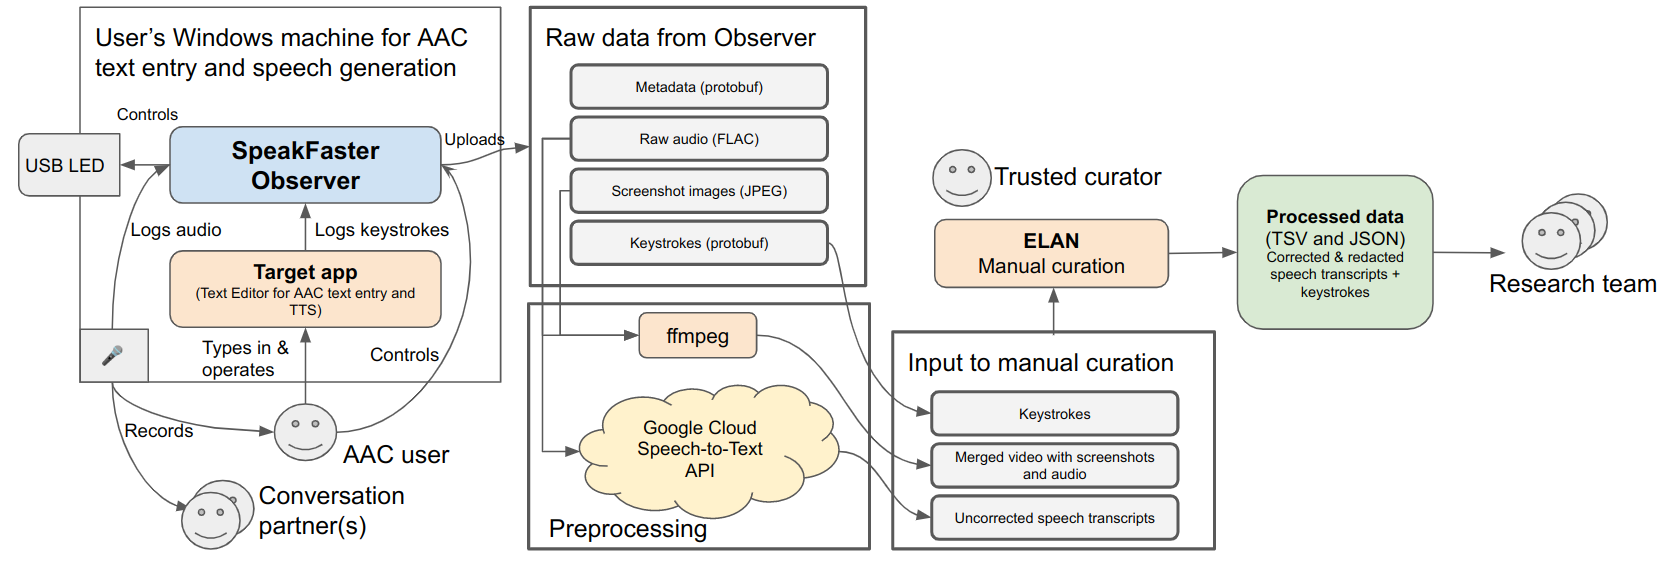 User's Windows machine for AAC
text entry and speech generation
Controls
USB LED
SpeakFaster
Observer
Uploads
Logs audio
Logs keystrokes
Target app
(Text Editor for AAC text entry and
TTS)
Types in &
operates
Controls
Records
AAC user
Conversation
partner(s)
Raw data from Observer
Metadata (protobuf)
Raw audio (FLAC)
Screenshot images (JPEG)
Keystrokes (protobuf)
ffmpeg
Google Cloud
Speech-to-Text
API
Preprocessing
Trusted curator
ELAN
Manual curation
Input to manual curation
Keystrokes
Merged video with screenshots
and audio
Uncorrected speech transcripts
Processed data
(TSV and JSON)
Corrected & redacted
speech transcripts +
keystrokes
Research team